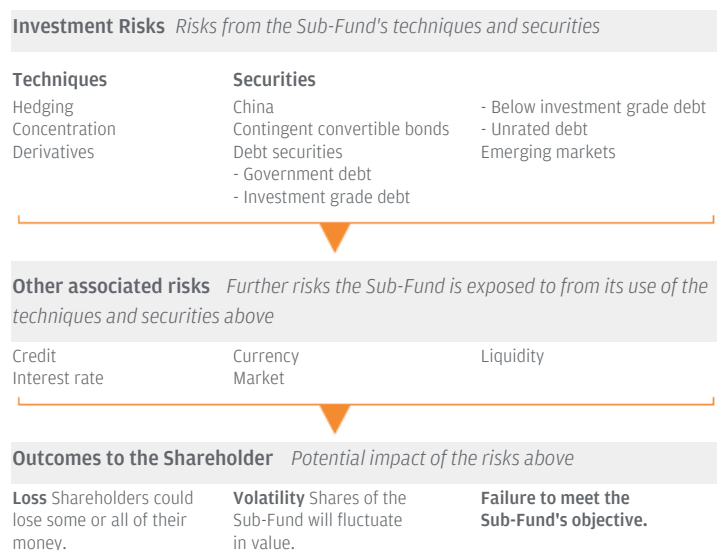 Investment Risks Risks from the Sub-Fund's techniques and securities
Techniques
Hedging
Concentration
Derivatives
Securities
China
Contingent convertible bonds
Debt securities
- Government debt
- Investment grade debt
- Below investment grade debt
- Unrated debt
Emerging markets
Other associated risks Further risks the Sub-Fund is exposed to from its use of the
techniques and securities above
Credit
Interest rate
Currency
Market
Liquidity
Outcomes to the Shareholder Potential impact of the risks above
Loss Shareholders could
lose some or all of their
money.
Volatility Shares of the
Sub-Fund will fluctuate
in value.
Failure to meet the
Sub-Fund's objective.